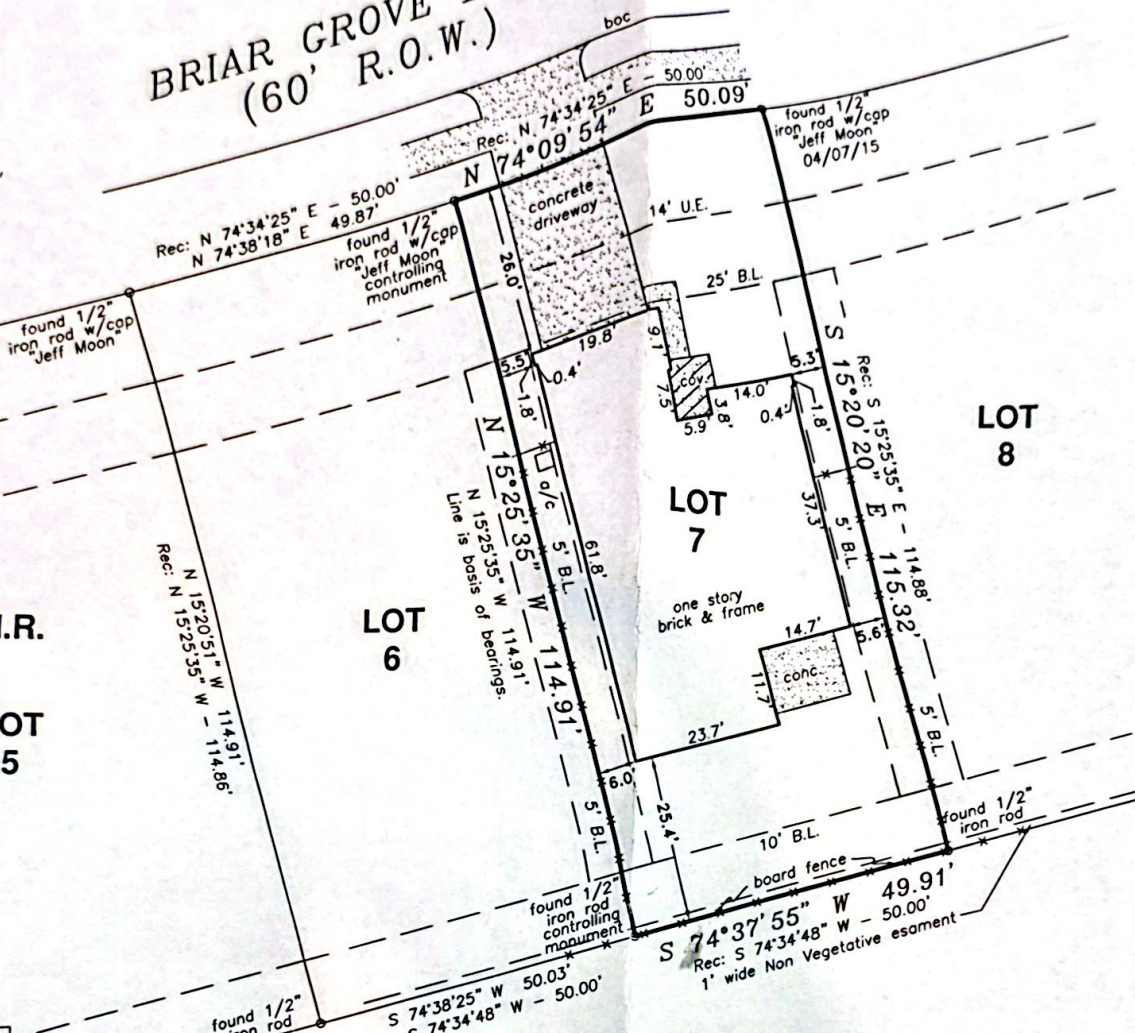 BRIAR GROVE
(60' R.O.W.)
boc
Rec: N 74°34'25" E - 50.00'
N 74°09'54" E 50.09'
found 1/2"
iron rod w/cap
"Jeff Moon"
04/07/15
Rec: N 74°34'25" E - 50.00'
N 74°38'18" E 49.87'
found 1/2"
iron rod w/cap
"Jeff Moon"
controlling
monument
found 1/2"
iron rod w/cap
"Jeff Moon"
concrete
driveway
14' U.E.
26.0'
25' B.L.
19.8'
9.1'
5.5'
0.4'
1.8'
cov.
7.5'
5.9'
3.8'
14.0'
5.3'
0.4'
1.8'
S 15°20'20" E 115.32'
Rec: S 15°25'35" E - 114.88'
LOT
8
N 15°25'35" W 114.91'
N 15°25'35" W 114.91'
Line is basis of bearings.
a/c
5' B.L.
61.8'
LOT
7
37.3'
5' B.L.
one story
brick & frame
14.7'
5.6'
conc.
11.7'
23.7'
6.0'
25.4'
5' B.L.
5' B.L.
10' B.L.
N 15°20'51" W 114.91'
Rec: N 15°25'35" W - 114.86'
LOT
6
I.R.
OT
5
found 1/2"
iron rod
board fence
found 1/2"
iron rod
controlling
monument
S 74°37'55" W 49.91'
Rec: S 74°34'48" W - 50.00'
1' wide Non Vegetative esament
S 74°38'25" W 50.03'
S 74°34'48" W - 50.00'
found 1/2"
iron rod